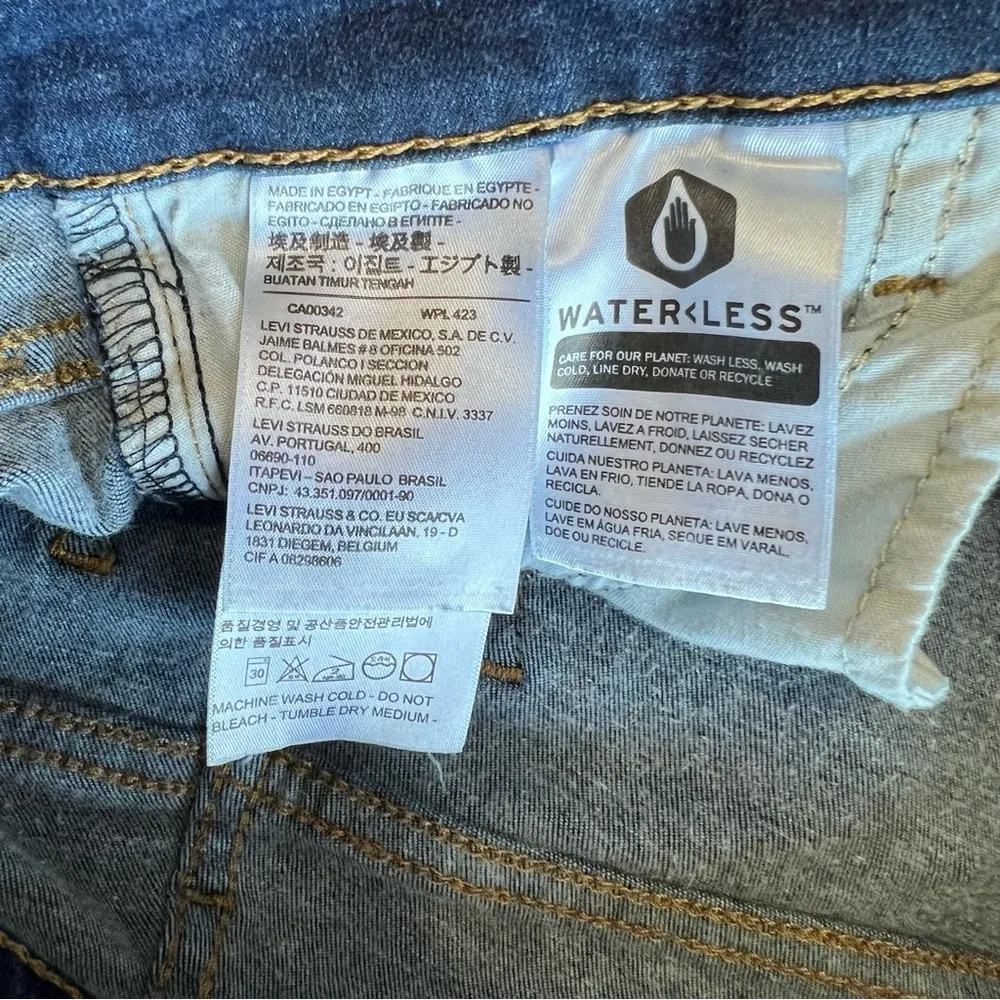 MADE IN EGYPT - FABRIQUE EN EGYPTE -
FABRICADO EN EGIPTO - FABRICADO NO
EGITO - СДЕЛАНО В ЕГИПТЕ -
埃及制造 - 埃及製 -
제조국 : 이집트 - エジプト製 -
BUATAN TIMUR TENGAH
CA00342 WPL 423
LEVI STRAUSS DE MEXICO, S.A. DE C.V.
JAIME BALMES # 8 OFICINA 502
COL. POLANCO I SECCION
DELEGACIÓN MIGUEL HIDALGO
C.P. 11510 CIUDAD DE MEXICO
R.F.C. LSM 660818 M-98 C.N.I.V. 3337
LEVI STRAUSS DO BRASIL
AV. PORTUGAL, 400
06690-110
ITAPEVI – SAO PAULO BRASIL
CNPJ: 43.351.097/0001-90
LEVI STRAUSS & CO. EU SCA/CVA
LEONARDO DA VINCILAAN, 19 - D
1831 DIEGEM, BELGIUM
CIF A 08298606
품질경영 및 공산품안전관리법에
의한 품질표시
30
MACHINE WASH COLD - DO NOT
BLEACH - TUMBLE DRY MEDIUM -
WATER<LESS™
CARE FOR OUR PLANET: WASH LESS, WASH
COLD, LINE DRY, DONATE OR RECYCLE
PRENEZ SOIN DE NOTRE PLANETE: LAVEZ
MOINS, LAVEZ A FROID, LAISSEZ SECHER
NATURELLEMENT, DONNEZ OU RECYCLEZ
CUIDA NUESTRO PLANETA: LAVA MENOS,
LAVA EN FRIO, TIENDE LA ROPA, DONA O
RECICLA.
CUIDE DO NOSSO PLANETA: LAVE MENOS,
LAVE EM ÁGUA FRIA, SEQUE EM VARAL,
DOE OU RECICLE.